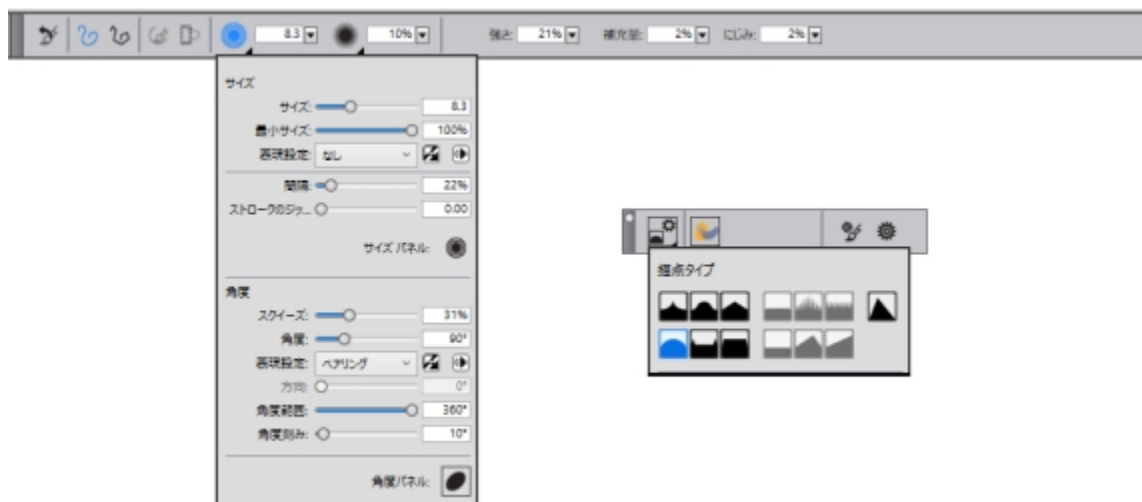 8.3 10% 強さ: 21% 補充量: 2% にじみ: 2%
サイズ
サイズ: 8.3
最小サイズ: 100%
表現設定: なし
間隔: 22%
ストロークのジッ... 0.00
サイズ パネル:
角度
スクイーズ: 31%
角度: 90°
表現設定: ベアリング
方向: 0°
角度範囲: 360°
角度刻み: 10°
角度パネル:
描点タイプ